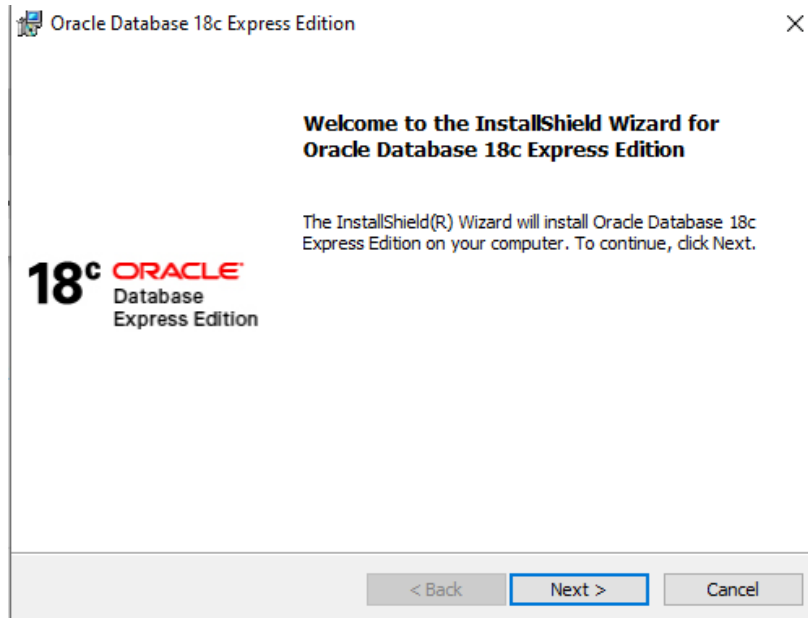 Oracle Database 18c Express Edition
Welcome to the InstallShield Wizard for
Oracle Database 18c Express Edition
The InstallShield(R) Wizard will install Oracle Database 18c
Express Edition on your computer. To continue, click Next.
18c ORACLE
Database
Express Edition
< Back Next > Cancel